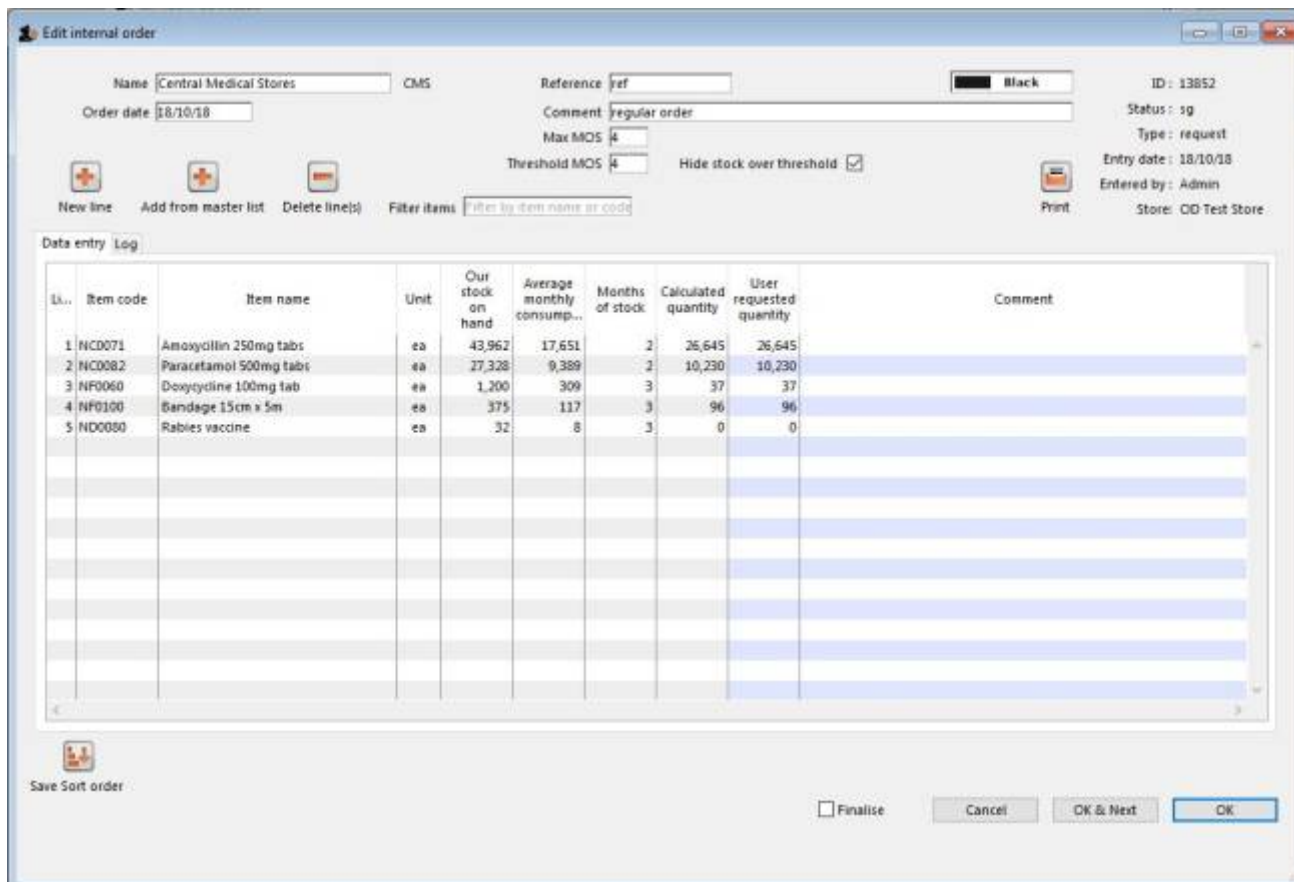 Edit internal order
Name Central Medical Stores CMS Reference ref Black ID : 13852
Order date 18/10/18 Comment regular order Status : sg
Max MOS 4 Type : request
Threshold MOS 4 Hide stock over threshold Entry date : 18/10/18
Entered by : Admin
New line Add from master list Delete line(s) Filter items Filter by item name or code Print Store: OD Test Store
Data entry Log
Li... Item code Item name Unit Our stock on hand Average monthly consump... Months of stock Calculated quantity User requested quantity Comment
1 NC0071 Amoxycillin 250mg tabs ea 43,962 17,651 2 26,645 26,645
2 NC0082 Paracetamol 500mg tabs ea 27,328 9,389 2 10,230 10,230
3 NF0060 Doxycycline 100mg tab ea 1,200 309 3 37 37
4 NF0100 Bandage 15cm x 5m ea 375 117 3 96 96
5 ND0080 Rabies vaccine ea 32 8 3 0 0
Save Sort order
Finalise Cancel OK & Next OK